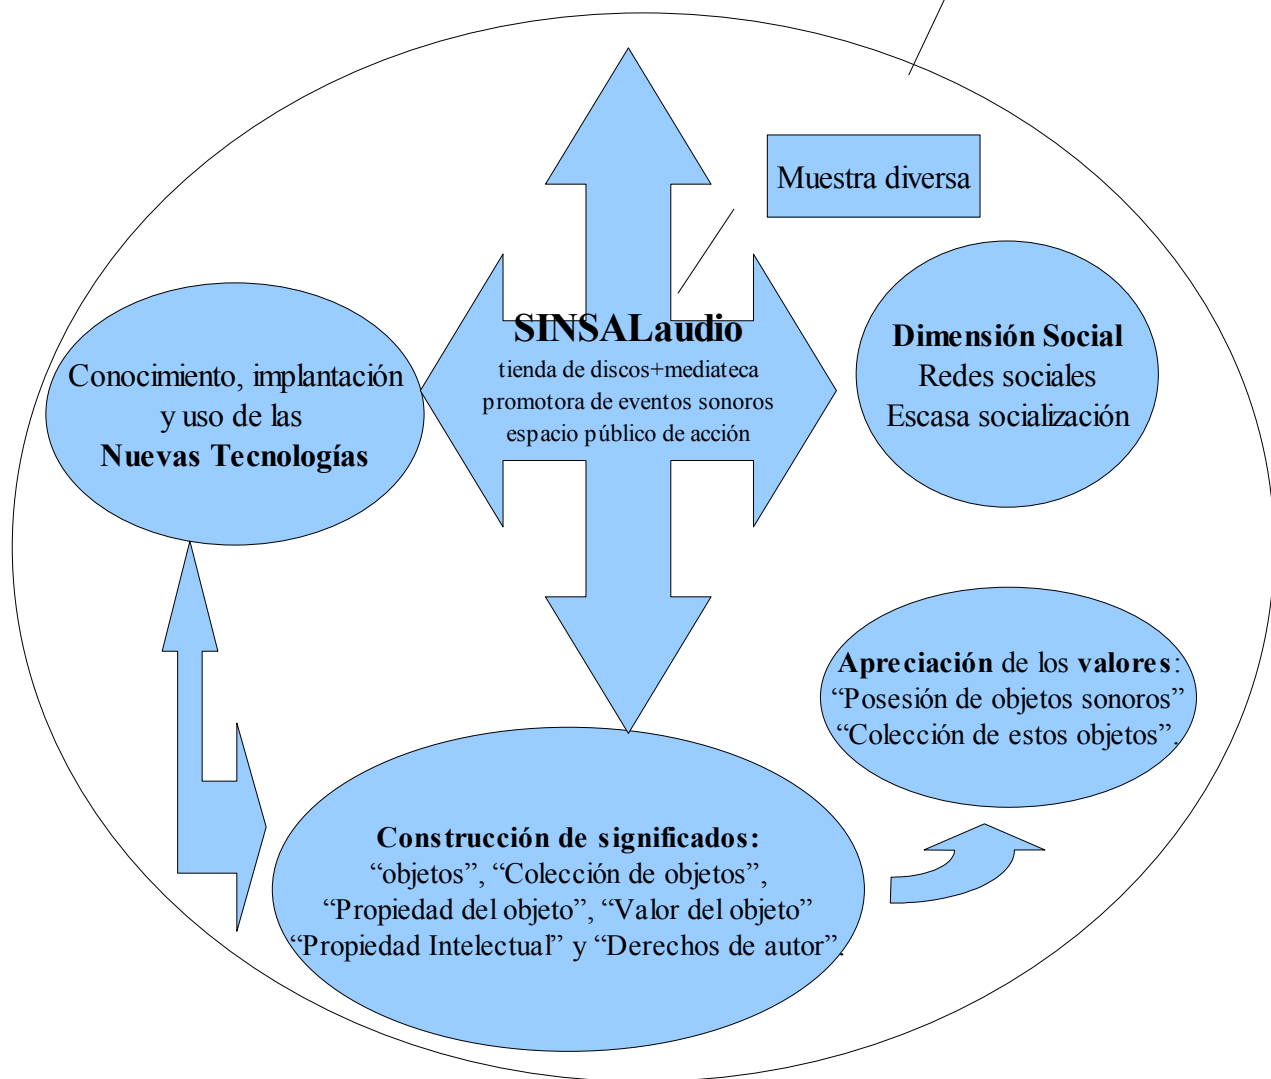 Muestra diversa
SINSALaudio
tienda de discos+mediateca
promotora de eventos sonoros
espacio público de acción
Conocimiento, implantación
y uso de las
Nuevas Tecnologías
Dimensión Social
Redes sociales
Escasa socialización
Apreciación de los valores:
“Posesión de objetos sonoros”
“Colección de estos objetos”.
Construcción de significados:
“objetos”, “Colección de objetos”,
“Propiedad del objeto”, “Valor del objeto”
“Propiedad Intelectual” y “Derechos de autor”.